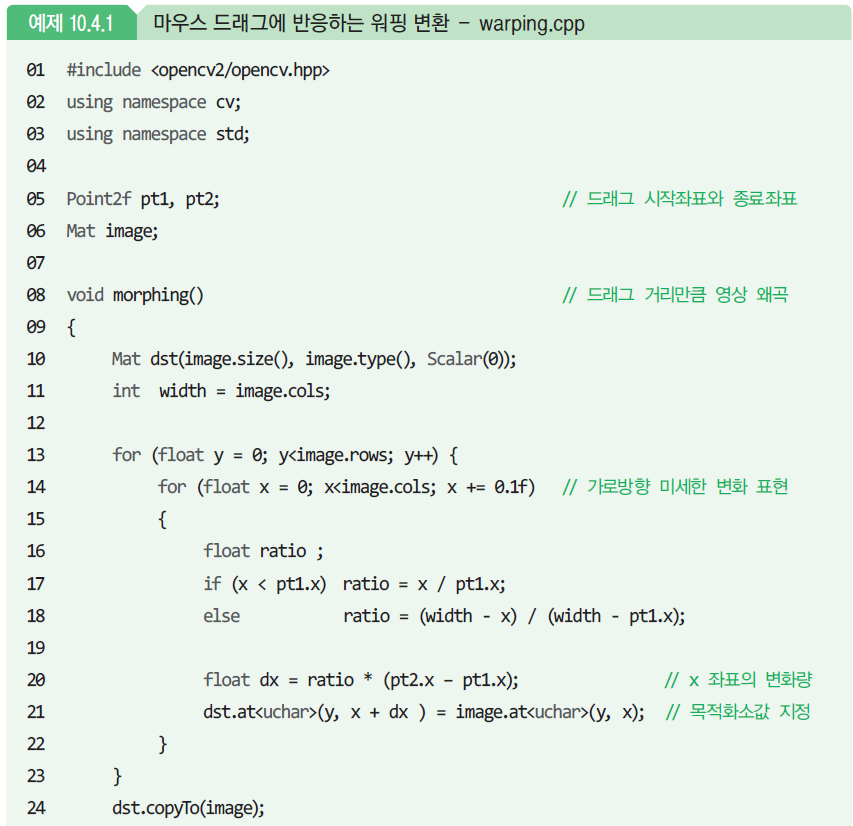 예제 10.4.1 마우스 드래그에 반응하는 워핑 변환 – warping.cpp
01 #include <opencv2/opencv.hpp>
02 using namespace cv;
03 using namespace std;
04
05 Point2f pt1, pt2; // 드래그 시작좌표와 종료좌표
06 Mat image;
07
08 void morphing() // 드래그 거리만큼 영상 왜곡
09 {
10 Mat dst(image.size(), image.type(), Scalar(0));
11 int width = image.cols;
12
13 for (float y = 0; y<image.rows; y++) {
14 for (float x = 0; x<image.cols; x += 0.1f) // 가로방향 미세한 변화 표현
15 {
16 float ratio ;
17 if (x < pt1.x) ratio = x / pt1.x;
18 else ratio = (width - x) / (width - pt1.x);
19
20 float dx = ratio * (pt2.x – pt1.x); // x 좌표의 변화량
21 dst.at<uchar>(y, x + dx ) = image.at<uchar>(y, x); // 목적화소값 지정
22 }
23 }
24 dst.copyTo(image);